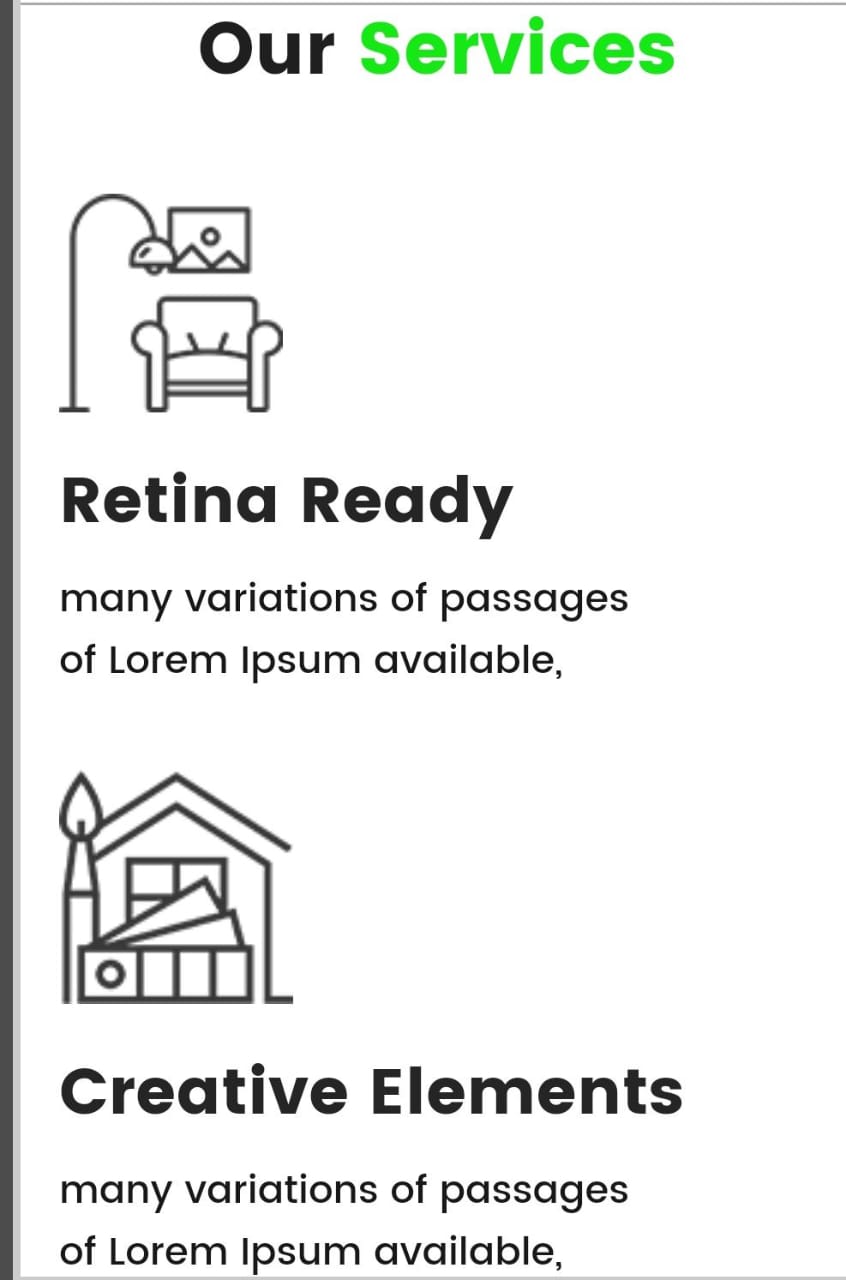 Our Services
Retina Ready
many variations of passages
of Lorem Ipsum available,
Creative Elements
many variations of passages
of Lorem Ipsum available,